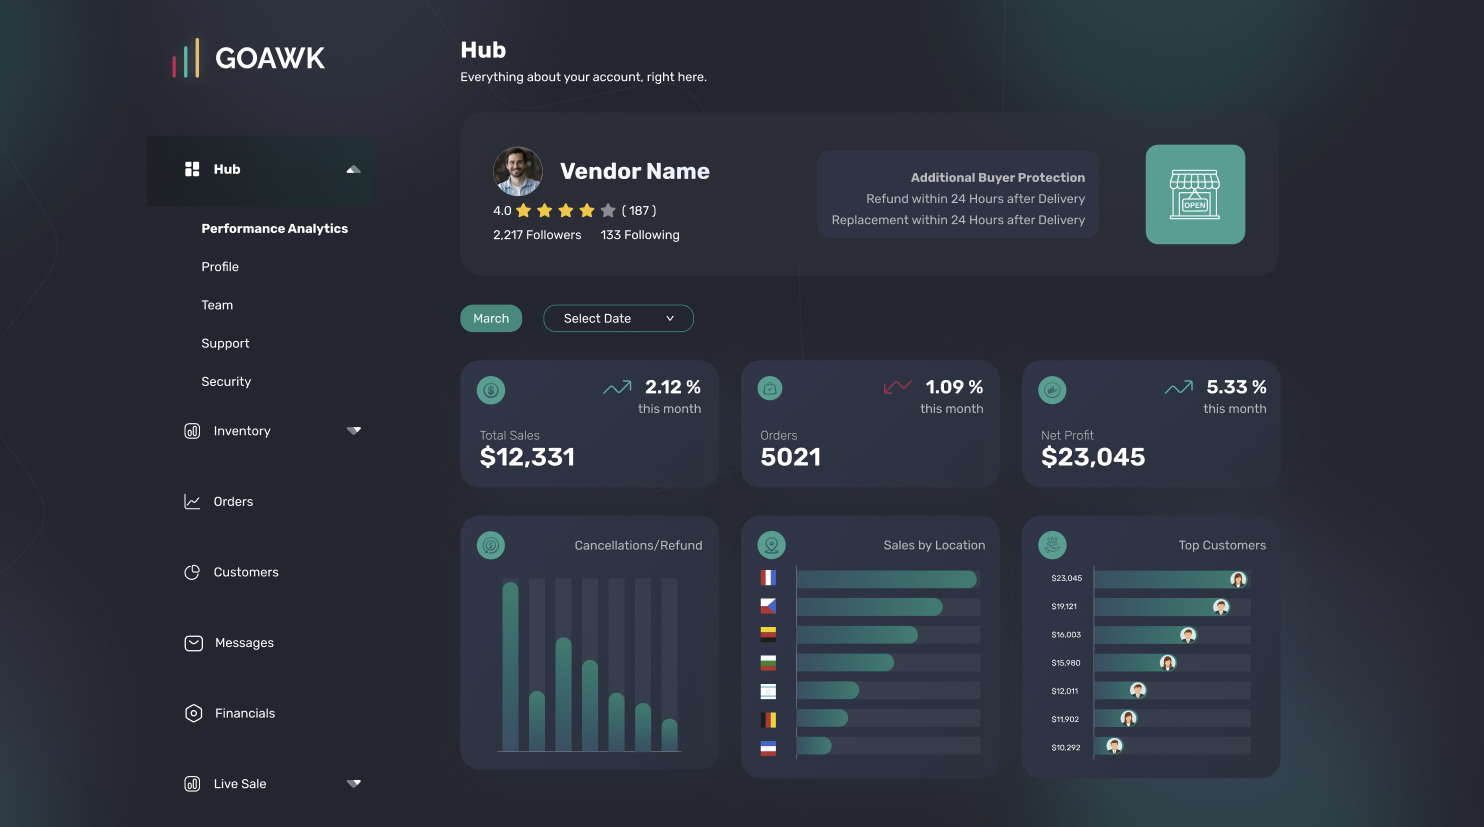 GOAWK
Hub
Performance Analytics
Profile
Team
Support
Security
Inventory
Orders
Customers
Messages
Financials
Live Sale
Hub
Everything about your account, right here.
Vendor Name
4.0 ( 187 )
2,217 Followers 133 Following
Additional Buyer Protection
Refund within 24 Hours after Delivery
Replacement within 24 Hours after Delivery
OPEN
March
Select Date
2.12 %
this month
Total Sales
$12,331
1.09 %
this month
Orders
5021
5.33 %
this month
Net Profit
$23,045
Cancellations/Refund
Sales by Location
Top Customers
$23,045
$19,121
$16,003
$15,980
$12,011
$11,902
$10,292